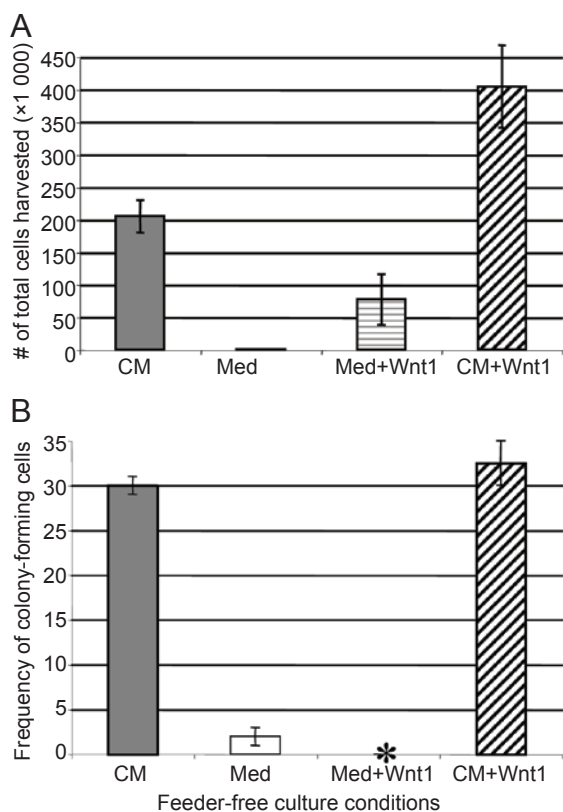 A
# of total cells harvested (×1 000)
450
400
350
300
250
200
150
100
50
0
CM Med Med+Wnt1 CM+Wnt1
B
Frequency of colony-forming cells
35
30
25
20
15
10
5
0
*
CM Med Med+Wnt1 CM+Wnt1
Feeder-free culture conditions